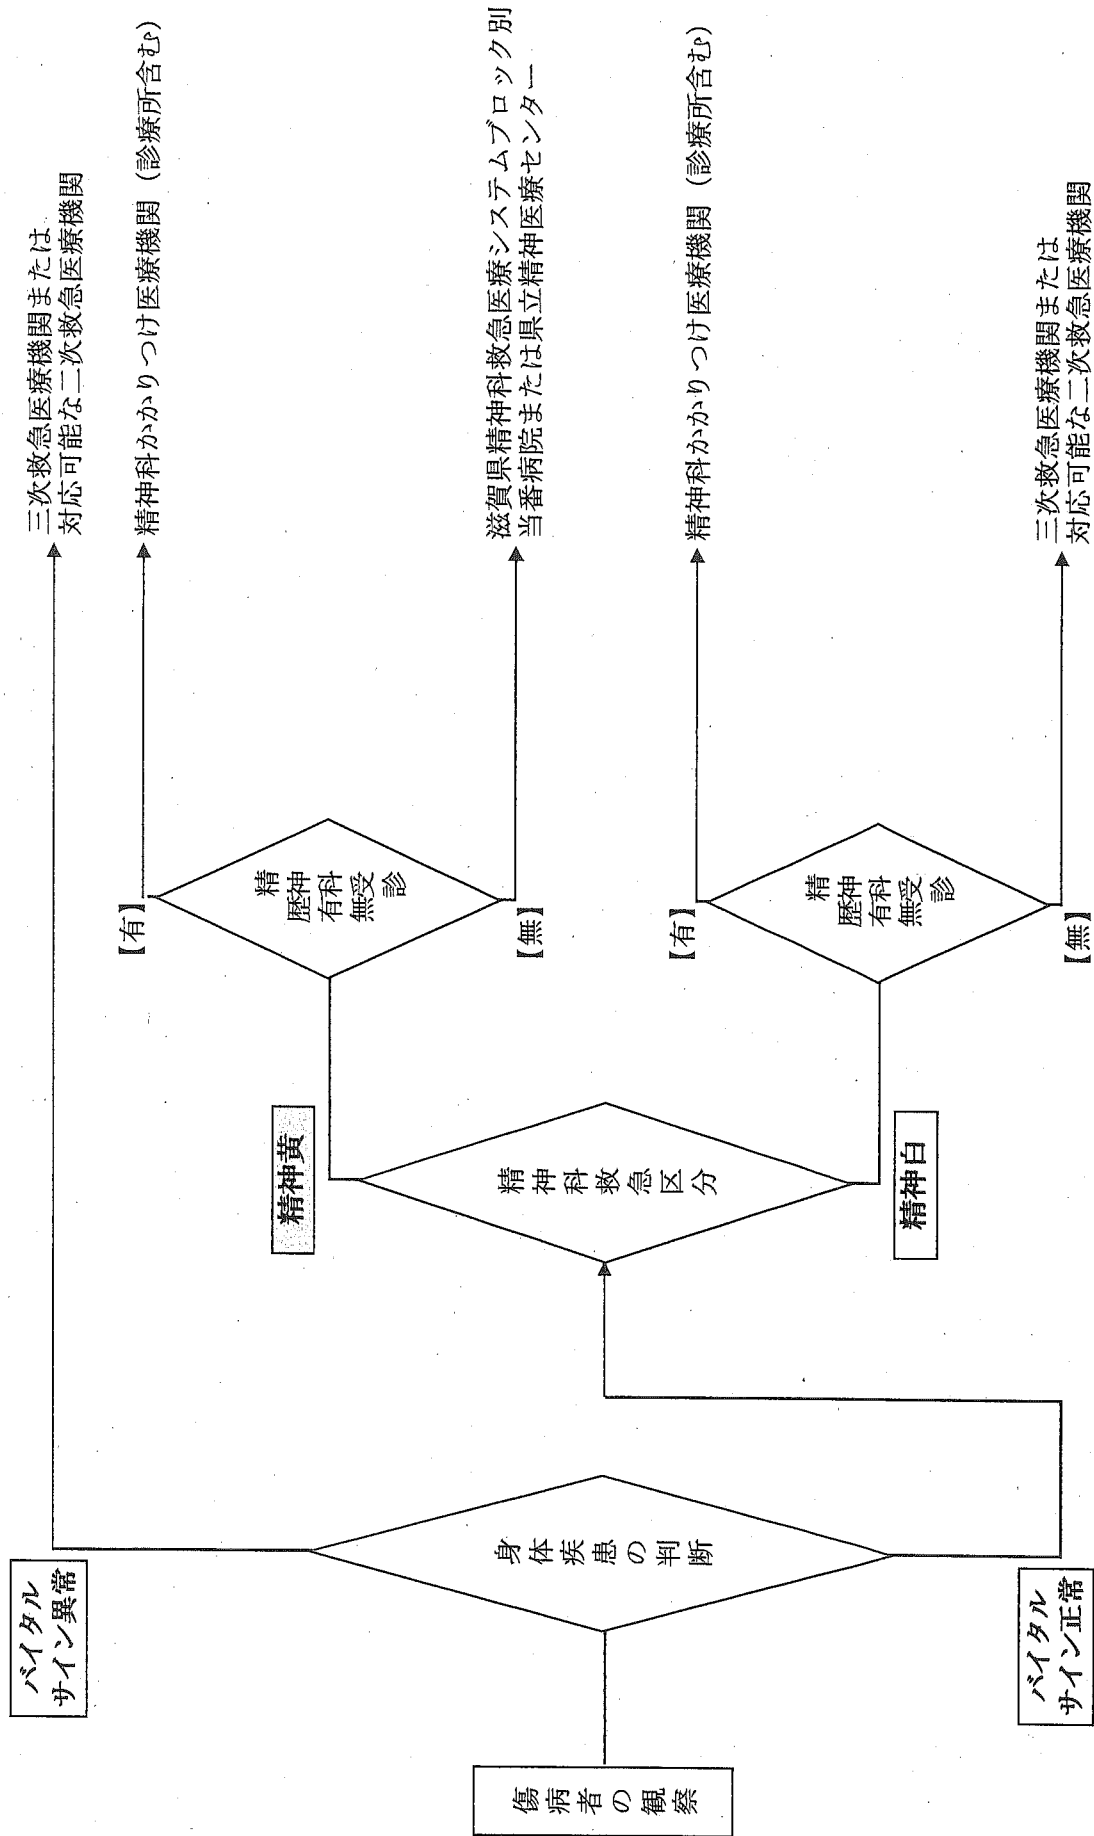 傷病者の観察
身体疾患の判断
バイタル
サイン異常
三次救急医療機関または
対応可能な二次救急医療機関
バイタル
サイン正常
精神科救急区分
精神黄
精神科受診
歴有無
【有】
精神科かかりつけ医療機関（診療所含む）
【無】
滋賀県精神科救急医療システムブロック別
当番病院または県立精神医療センター
精神白
精神科受診
歴有無
【有】
精神科かかりつけ医療機関（診療所含む）
【無】
三次救急医療機関または
対応可能な二次救急医療機関